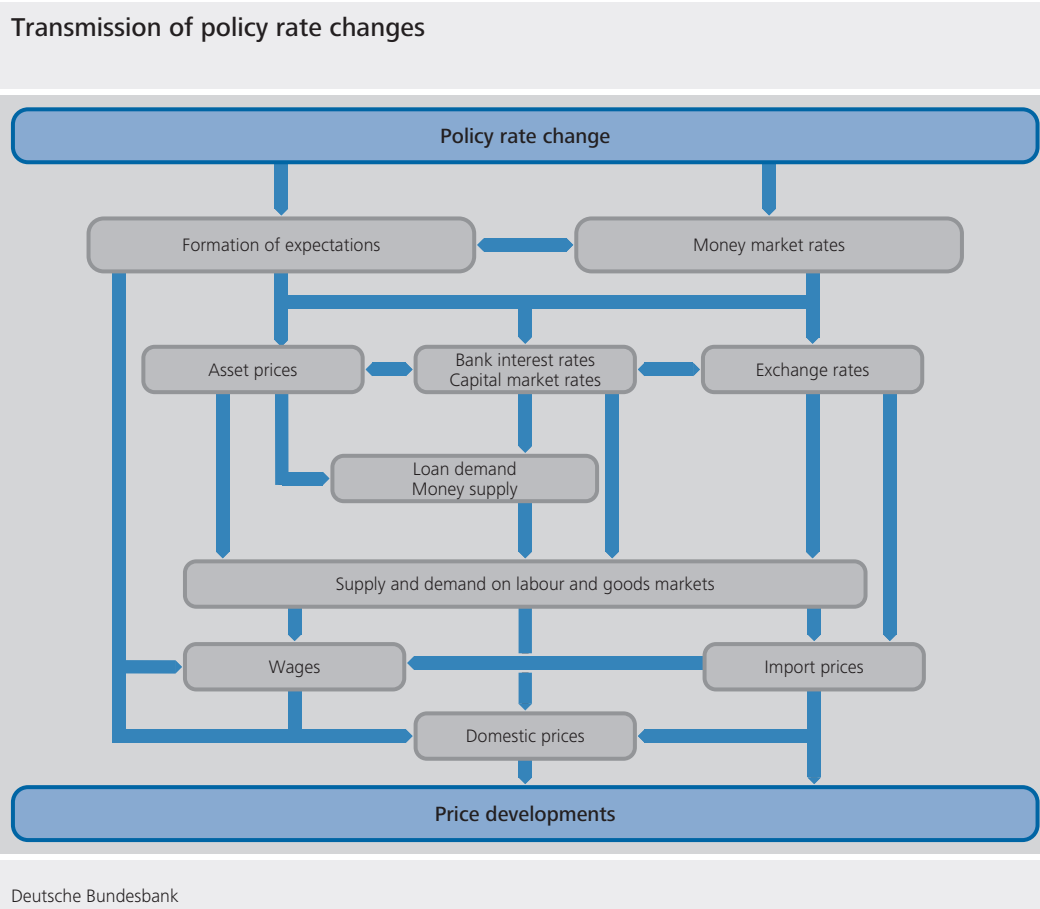 Transmission of policy rate changes
Policy rate change
Formation of expectations
Money market rates
Asset prices
Bank interest rates
Capital market rates
Exchange rates
Loan demand
Money supply
Supply and demand on labour and goods markets
Wages
Import prices
Domestic prices
Price developments
Deutsche Bundesbank